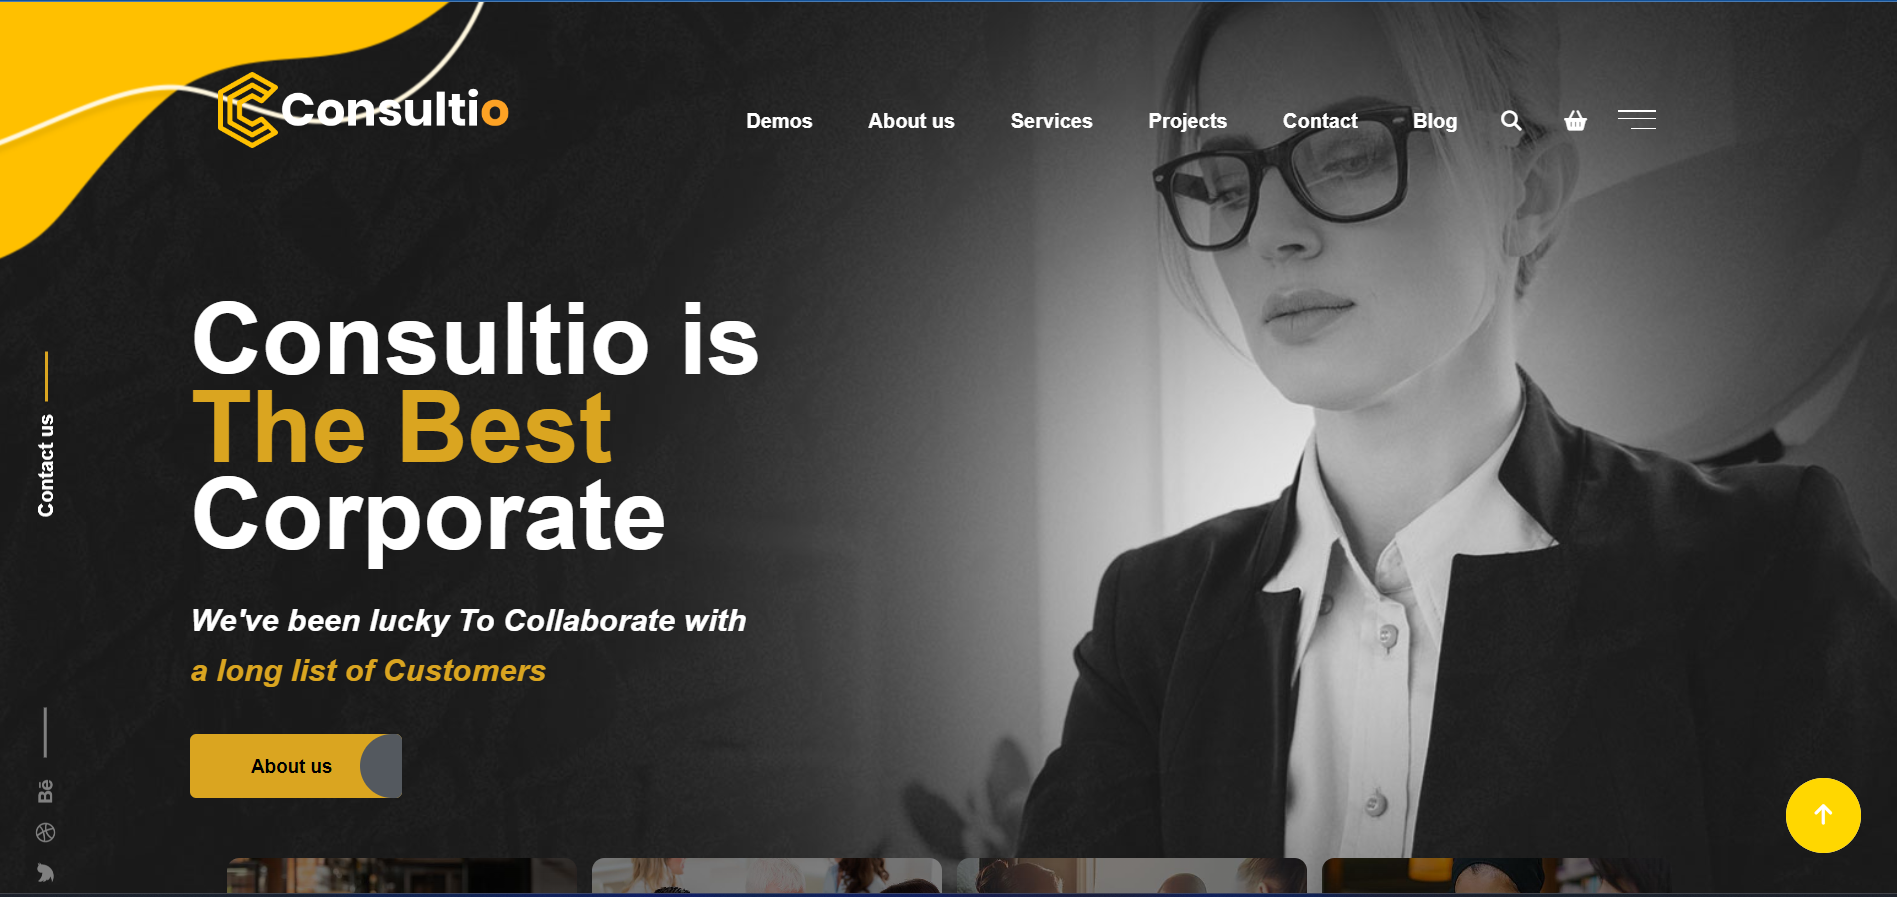 Consultio
Demos About us Services Projects Contact Blog
Consultio is
The Best
Corporate
We've been lucky To Collaborate with
a long list of Customers
About us
Contact us
Bē